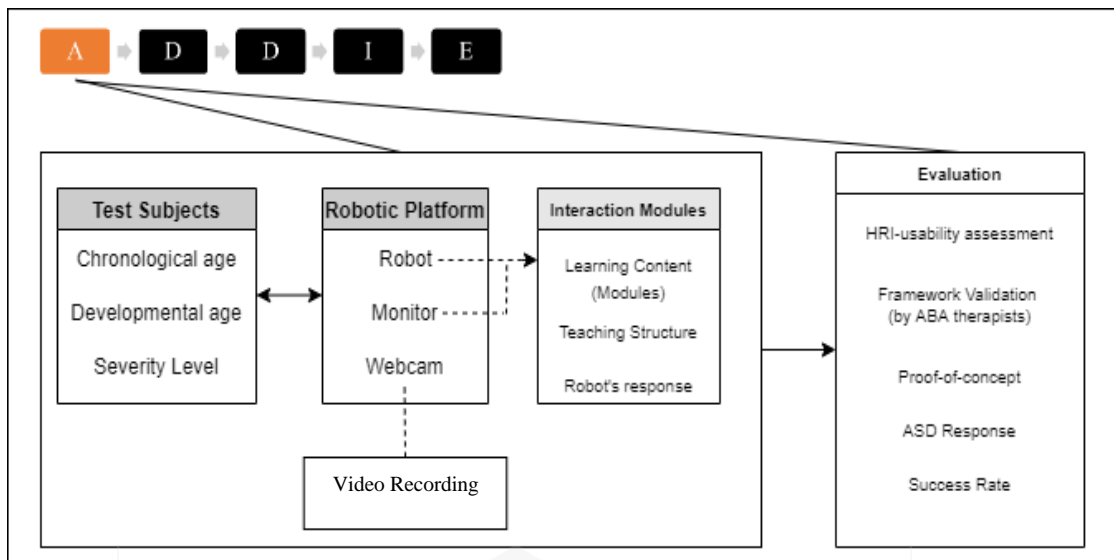 A
D
D
I
E
Test Subjects
Chronological age
Developmental age
Severity Level
Robotic Platform
Robot
Monitor
Webcam
Interaction Modules
Learning Content
(Modules)
Teaching Structure
Robot's response
Video Recording
Evaluation
HRI-usability assessment
Framework Validation
(by ABA therapists)
Proof-of-concept
ASD Response
Success Rate